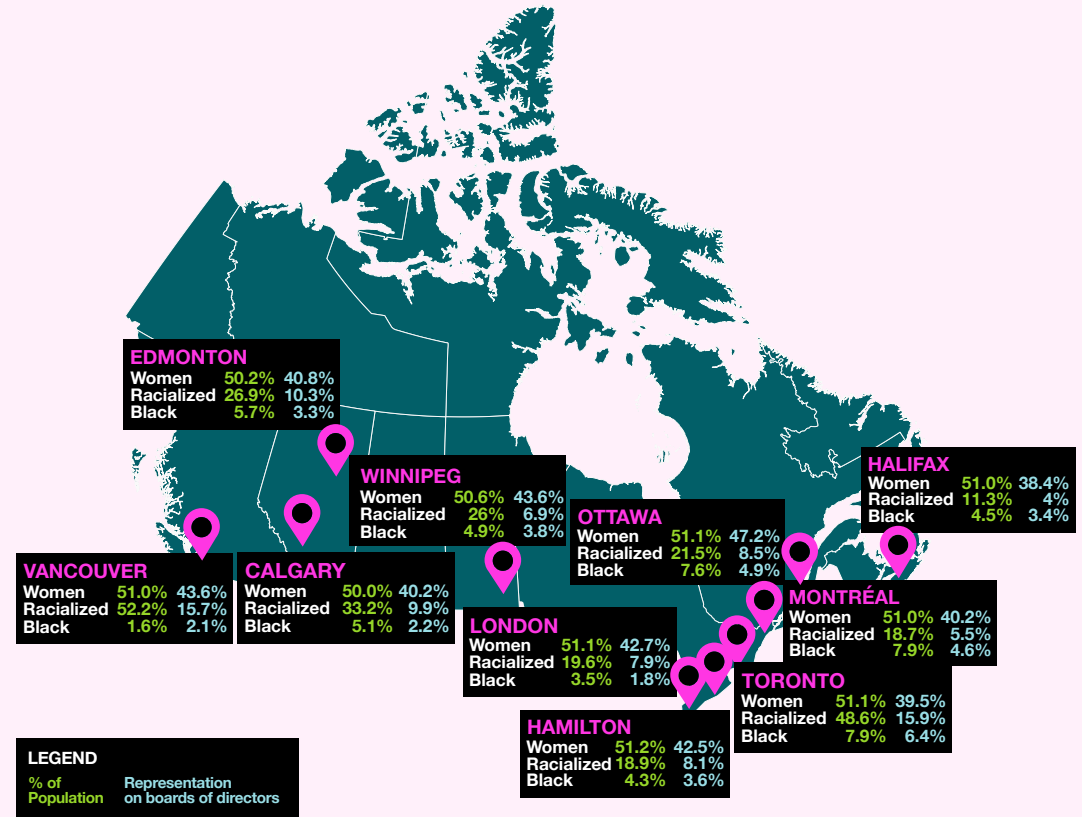 EDMONTON
Women 50.2% 40.8%
Racialized 26.9% 10.3%
Black 5.7% 3.3%
WINNIPEG
Women 50.6% 43.6%
Racialized 26% 6.9%
Black 4.9% 3.8%
HALIFAX
Women 51.0% 38.4%
Racialized 11.3% 4%
Black 4.5% 3.4%
OTTAWA
Women 51.1% 47.2%
Racialized 21.5% 8.5%
Black 7.6% 4.9%
VANCOUVER
Women 51.0% 43.6%
Racialized 52.2% 15.7%
Black 1.6% 2.1%
CALGARY
Women 50.0% 40.2%
Racialized 33.2% 9.9%
Black 5.1% 2.2%
MONTRÉAL
Women 51.0% 40.2%
Racialized 18.7% 5.5%
Black 7.9% 4.6%
LONDON
Women 51.1% 42.7%
Racialized 19.6% 7.9%
Black 3.5% 1.8%
TORONTO
Women 51.1% 39.5%
Racialized 48.6% 15.9%
Black 7.9% 6.4%
HAMILTON
Women 51.2% 42.5%
Racialized 18.9% 8.1%
Black 4.3% 3.6%
LEGEND
% of
Population
Representation
on boards of directors